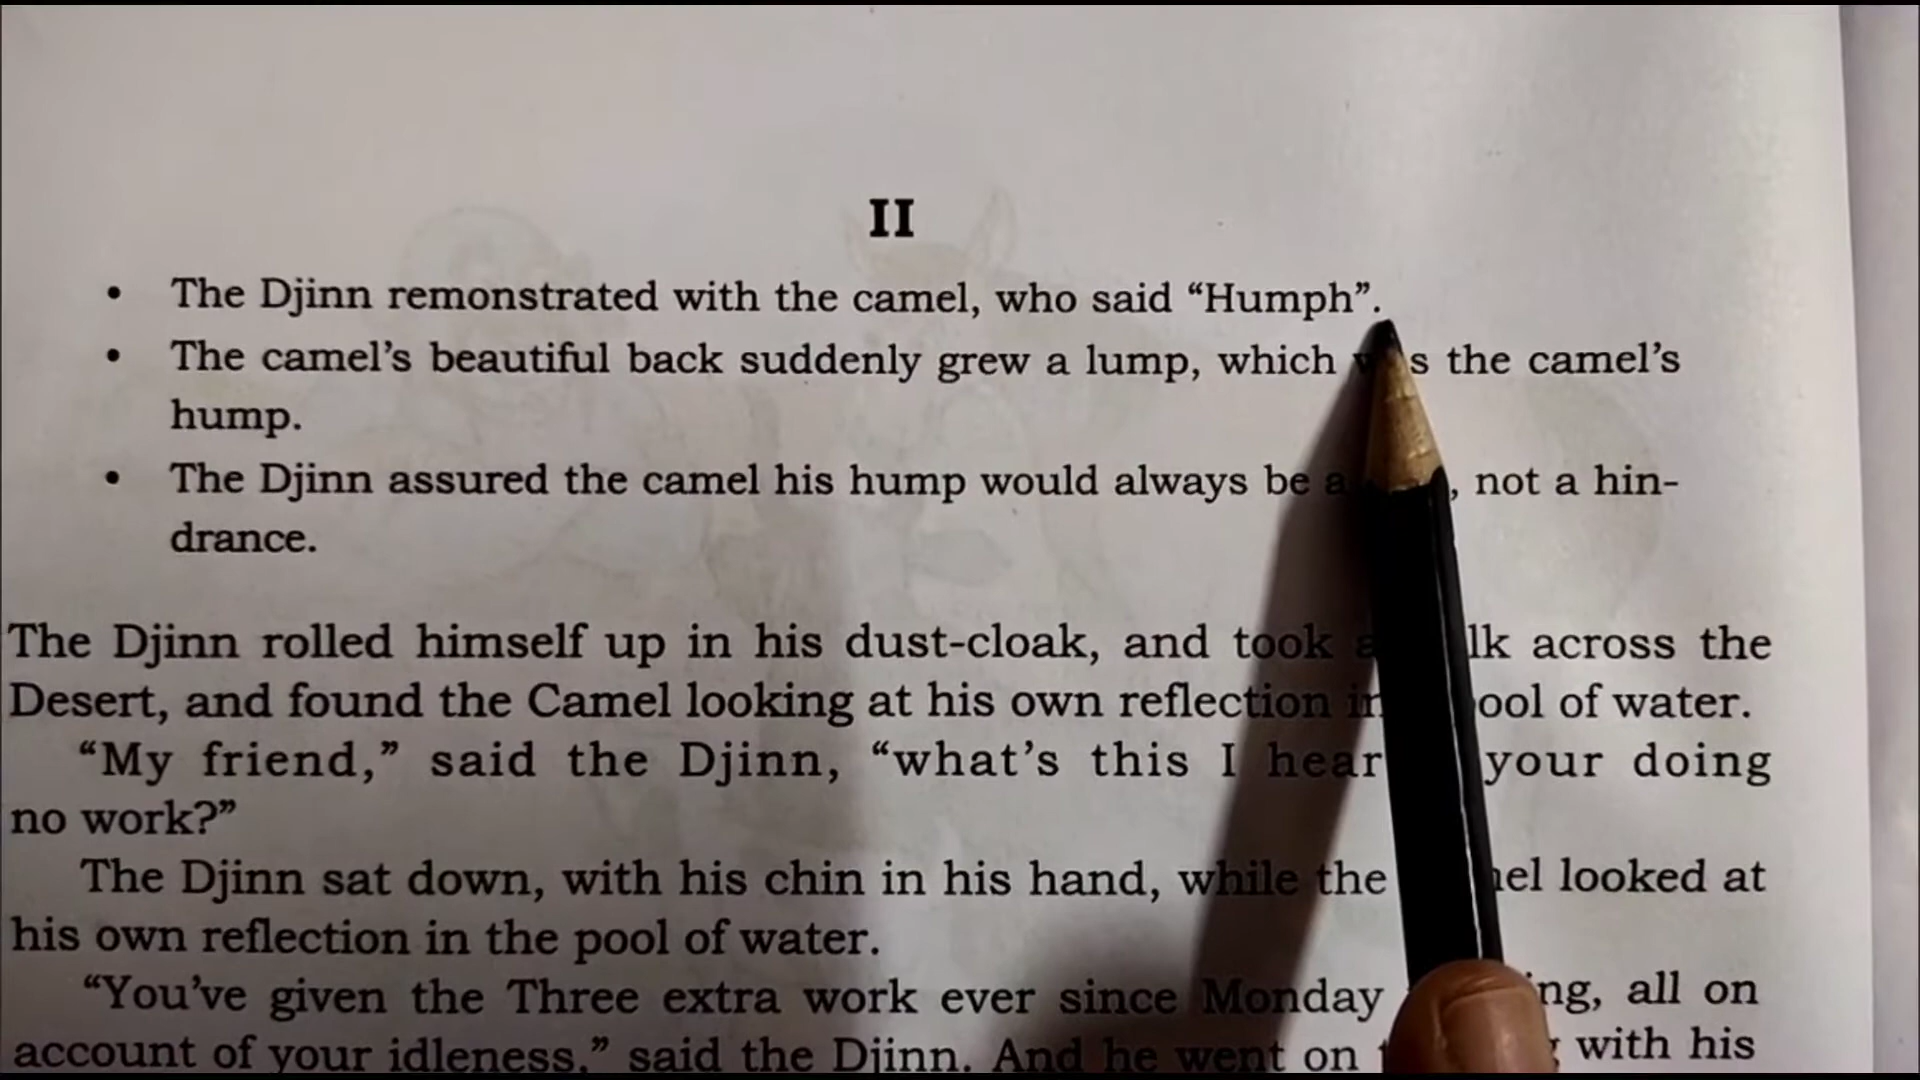 II
• The Djinn remonstrated with the camel, who said “Humph”.
• The camel’s beautiful back suddenly grew a lump, which was the camel’s
hump.
• The Djinn assured the camel his hump would always be a , not a hin-
drance.
The Djinn rolled himself up in his dust-cloak, and took a across the
Desert, and found the Camel looking at his own reflection in pool of water.
“My friend,” said the Djinn, “what’s this I hear your doing
no work?”
The Djinn sat down, with his chin in his hand, while the looked at
his own reflection in the pool of water.
“You’ve given the Three extra work ever since Monday all on
account of your idleness,” said the Djinn. And he went on with his